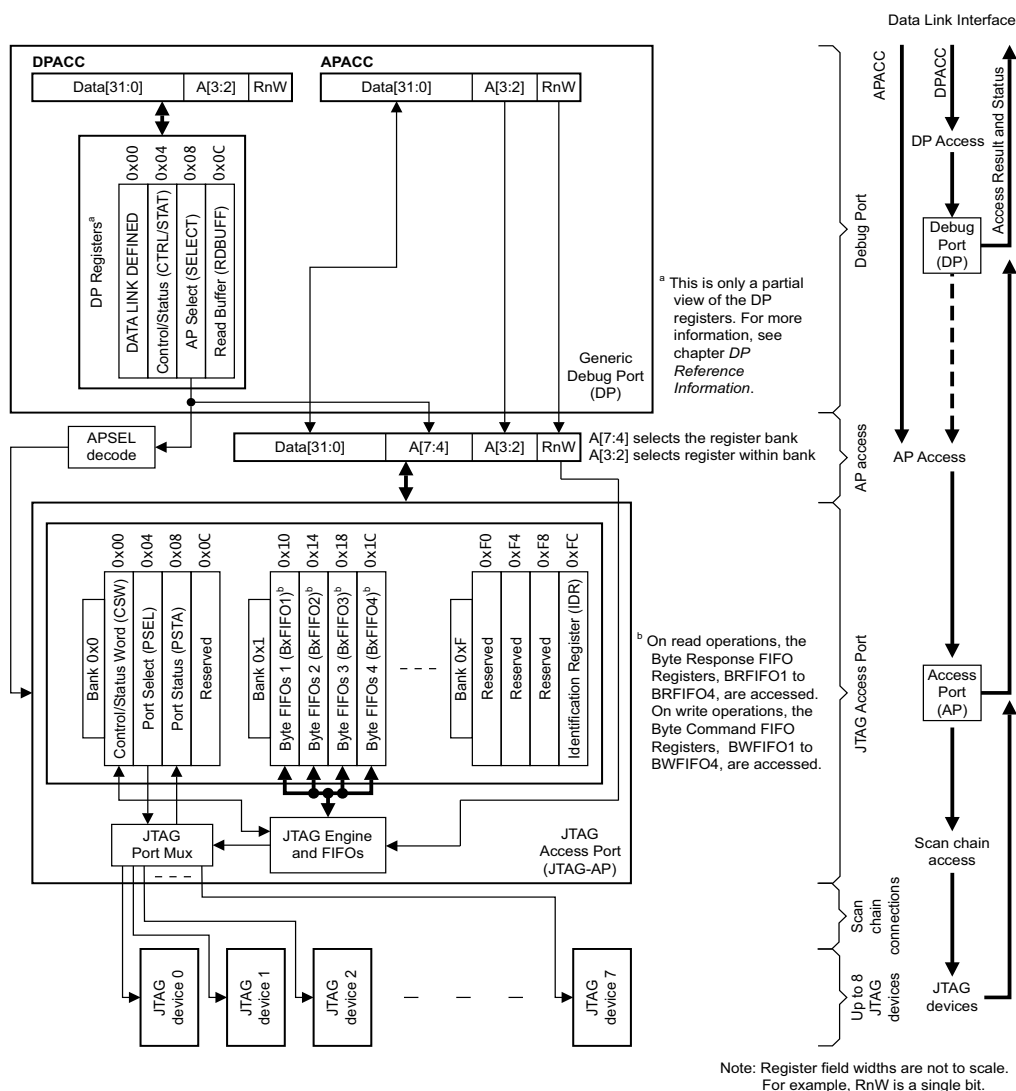 Data Link Interface
DPACC
Data[31:0] A[3:2] RnW
APACC
Data[31:0] A[3:2] RnW
DP Registersᵃ
0x00
0x04
0x08
0x0C
DATA LINK DEFINED
Control/Status (CTRL/STAT)
AP Select (SELECT)
Read Buffer (RDBUFF)
Generic
Debug Port
(DP)
ᵃ This is only a partial
view of the DP
registers. For more
information, see
chapter DP
Reference
Information.
Debug Port
APACC
DPACC
DP Access
Access Result and Status
Debug
Port
(DP)
APSEL
decode
Data[31:0] A[7:4] A[3:2] RnW
A[7:4] selects the register bank
A[3:2] selects register within bank
AP access
AP Access
Bank 0x0
0x00
0x04
0x08
0x0C
Control/Status Word (CSW)
Port Select (PSEL)
Port Status (PSTA)
Reserved
Bank 0x1
0x10
0x14
0x18
0x1C
Byte FIFOs 1 (BxFIFO1)ᵇ
Byte FIFOs 2 (BxFIFO2)ᵇ
Byte FIFOs 3 (BxFIFO3)ᵇ
Byte FIFOs 4 (BxFIFO4)ᵇ
Bank 0xF
0xF0
0xF4
0xF8
0xFC
Reserved
Reserved
Reserved
Identification Register (IDR)
ᵇ On read operations, the
Byte Response FIFO
Registers, BRFIFO1 to
BRFIFO4, are accessed.
On write operations, the
Byte Command FIFO
Registers, BWFIFO1 to
BWFIFO4, are accessed.
JTAG Access Port
Access
Port
(AP)
JTAG
Port Mux
JTAG Engine
and FIFOs
JTAG
Access Port
(JTAG-AP)
Scan chain
access
Scan
chain
connections
JTAG
device 0
JTAG
device 1
JTAG
device 2
JTAG
device 7
Up to 8
JTAG
devices
JTAG
devices
Note: Register field widths are not to scale.
For example, RnW is a single bit.